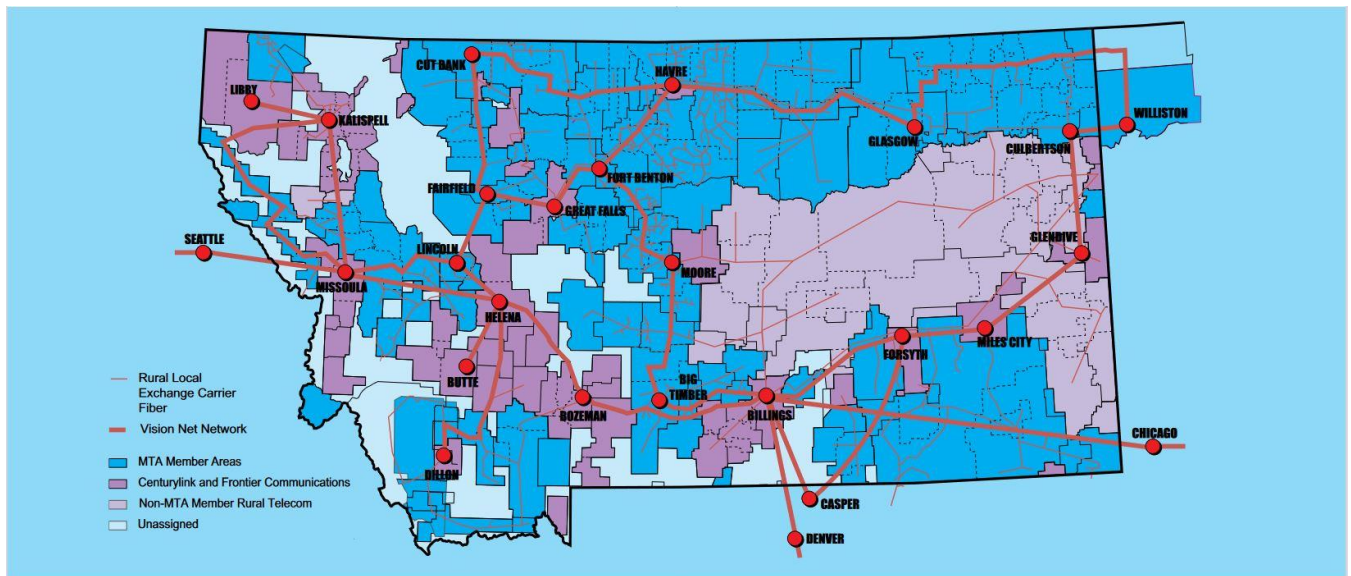 CUT BANK
HAVRE
LIBBY
KALISPELL
WILLISTON
GLASGOW
CULBERTSON
FORT BENTON
FAIRFIELD
GREAT FALLS
SEATTLE
LINCOLN
GLENDIVE
MOORE
MISSOULA
HELENA
MILES CITY
FORSYTH
BUTTE
BIG
TIMBER
BOZEMAN
BILLINGS
CHICAGO
DILLON
CASPER
DENVER
Rural Local
Exchange Carrier
Fiber
Vision Net Network
MTA Member Areas
Centurylink and Frontier Communications
Non-MTA Member Rural Telecom
Unassigned